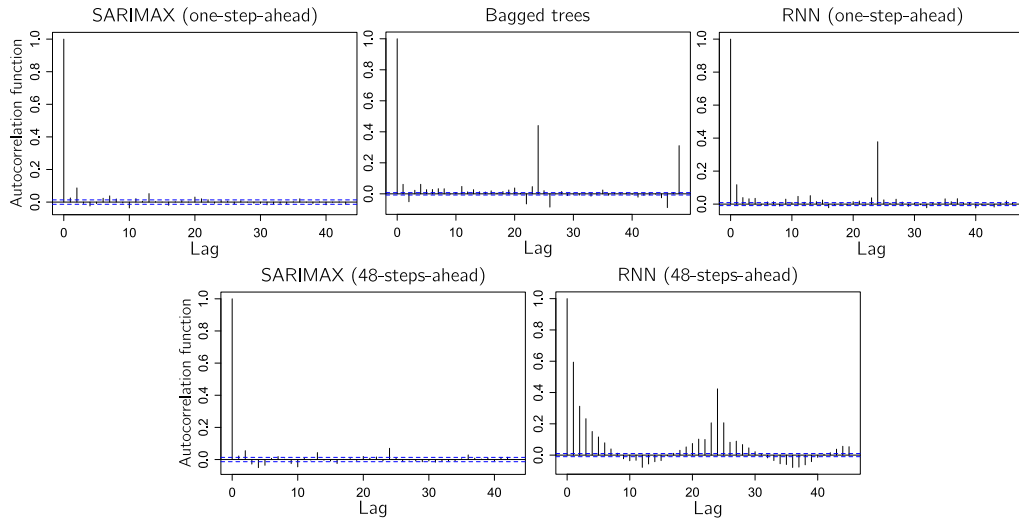 SARIMAX (one-step-ahead)
Bagged trees
RNN (one-step-ahead)
Autocorrelation function
0.0 0.2 0.4 0.6 0.8 1.0
0.0 0.2 0.4 0.6 0.8 1.0
0.0 0.2 0.4 0.6 0.8 1.0
0 10 20 30 40
0 10 20 30 40
0 10 20 30 40
Lag
Lag
Lag
SARIMAX (48-steps-ahead)
RNN (48-steps-ahead)
Autocorrelation function
0.0 0.2 0.4 0.6 0.8 1.0
0.0 0.2 0.4 0.6 0.8 1.0
0 10 20 30 40
0 10 20 30 40
Lag
Lag